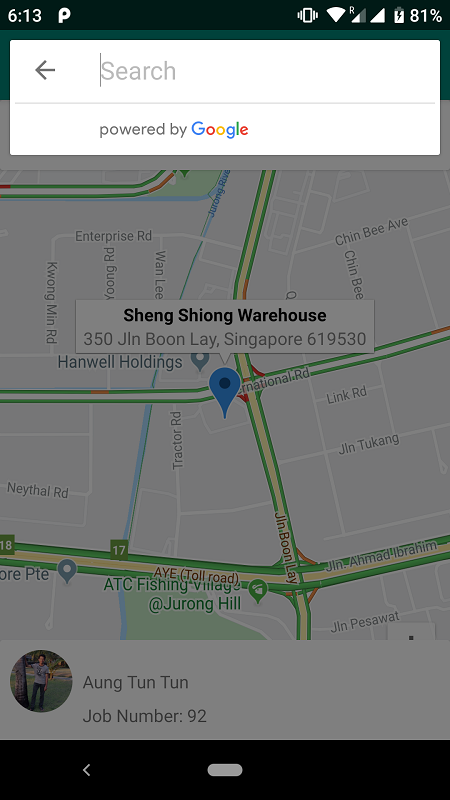 6:13
R
81%
Search
powered by Google
Jurong Rive
Enterprise Rd
Chin Bee Ave
Kwong Min Rd
Yoong Rd
Wan Lee
Chin Bee
Sheng Shiong Warehouse
350 Jln Boon Lay, Singapore 619530
Hanwell Holdings
ernational Rd
Link Rd
Tractor Rd
Jln Tukang
Neythal Rd
Jln Boon Lay
18
17
Jln. Ahmad Ibrahim
ore Pte
AYE (Toll road)
ATC Fishing Village
@Jurong Hill
Jln Pesawat
Aung Tun Tun
Job Number: 92